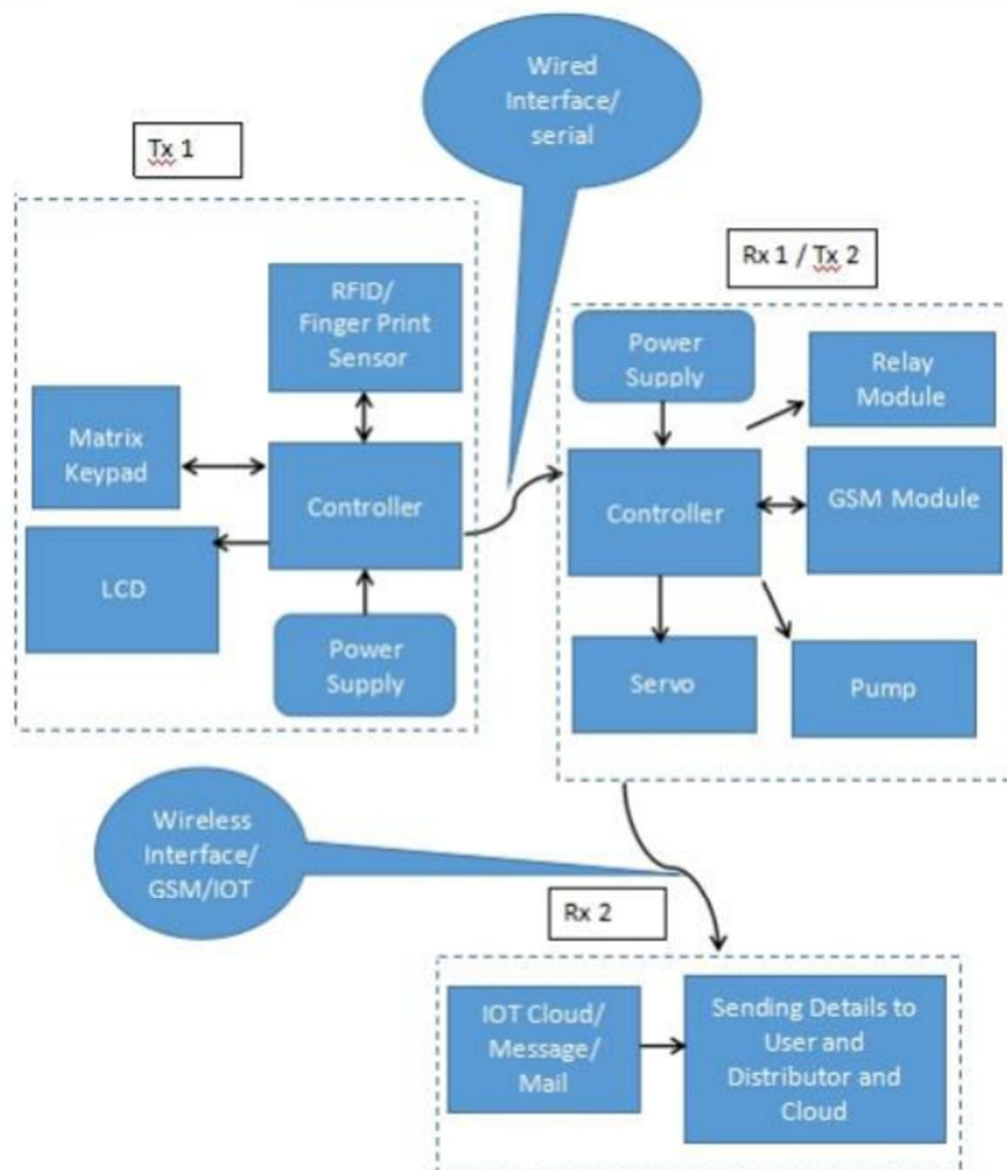 Wired
Interface/
serial
Tx 1
RFID/
Finger Print
Sensor
Matrix
Keypad
Controller
LCD
Power
Supply
Rx 1 / Tx 2
Power
Supply
Relay
Module
Controller
GSM Module
Servo
Pump
Wireless
Interface/
GSM/IOT
Rx 2
IOT Cloud/
Message/
Mail
Sending Details to
User and
Distributor and
Cloud